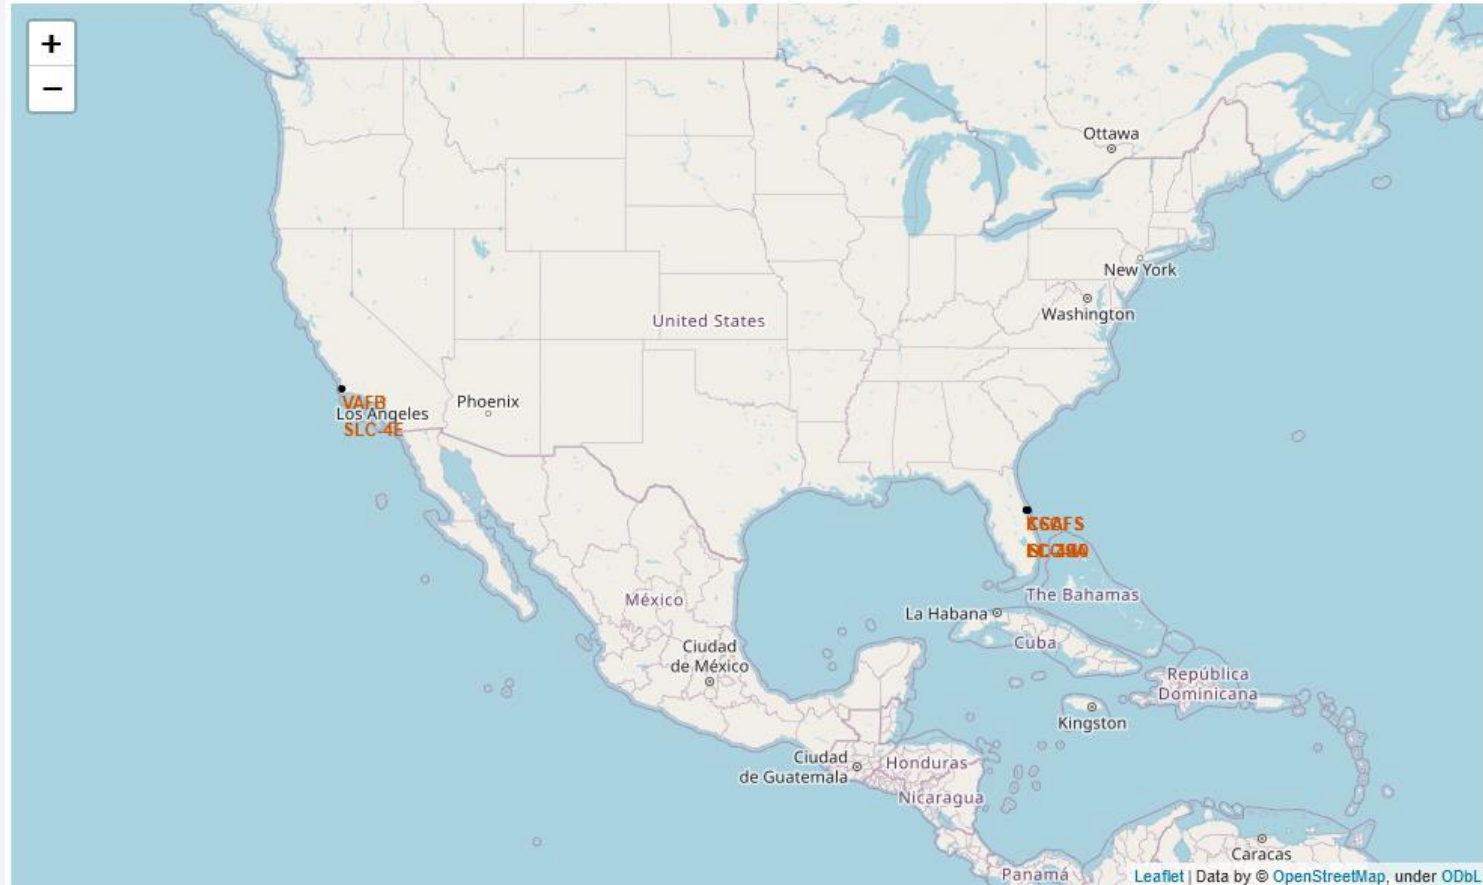 +
−
Ottawa
New York
Washington
United States
VAFB
Los Angeles
Phoenix
SLC-4E
The Bahamas
México
La Habana
Cuba
Ciudad
de México
República
Dominicana
Kingston
Ciudad
de Guatemala
Honduras
Nicaragua
Caracas
Panamá
Leaflet | Data by © OpenStreetMap, under ODbL